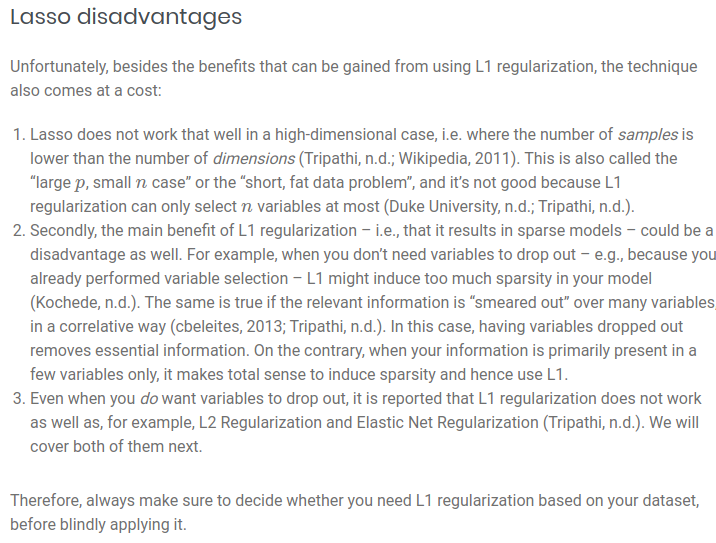 Lasso disadvantages
Unfortunately, besides the benefits that can be gained from using L1 regularization, the technique
also comes at a cost:
1. Lasso does not work that well in a high-dimensional case, i.e. where the number of samples is
lower than the number of dimensions (Tripathi, n.d.; Wikipedia, 2011). This is also called the
“large p, small n case” or the “short, fat data problem”, and it’s not good because L1
regularization can only select n variables at most (Duke University, n.d.; Tripathi, n.d.).
2. Secondly, the main benefit of L1 regularization – i.e., that it results in sparse models – could be a
disadvantage as well. For example, when you don’t need variables to drop out – e.g., because you
already performed variable selection – L1 might induce too much sparsity in your model
(Kochede, n.d.). The same is true if the relevant information is “smeared out” over many variables,
in a correlative way (cbeleites, 2013; Tripathi, n.d.). In this case, having variables dropped out
removes essential information. On the contrary, when your information is primarily present in a
few variables only, it makes total sense to induce sparsity and hence use L1.
3. Even when you do want variables to drop out, it is reported that L1 regularization does not work
as well as, for example, L2 Regularization and Elastic Net Regularization (Tripathi, n.d.). We will
cover both of them next.
Therefore, always make sure to decide whether you need L1 regularization based on your dataset,
before blindly applying it.